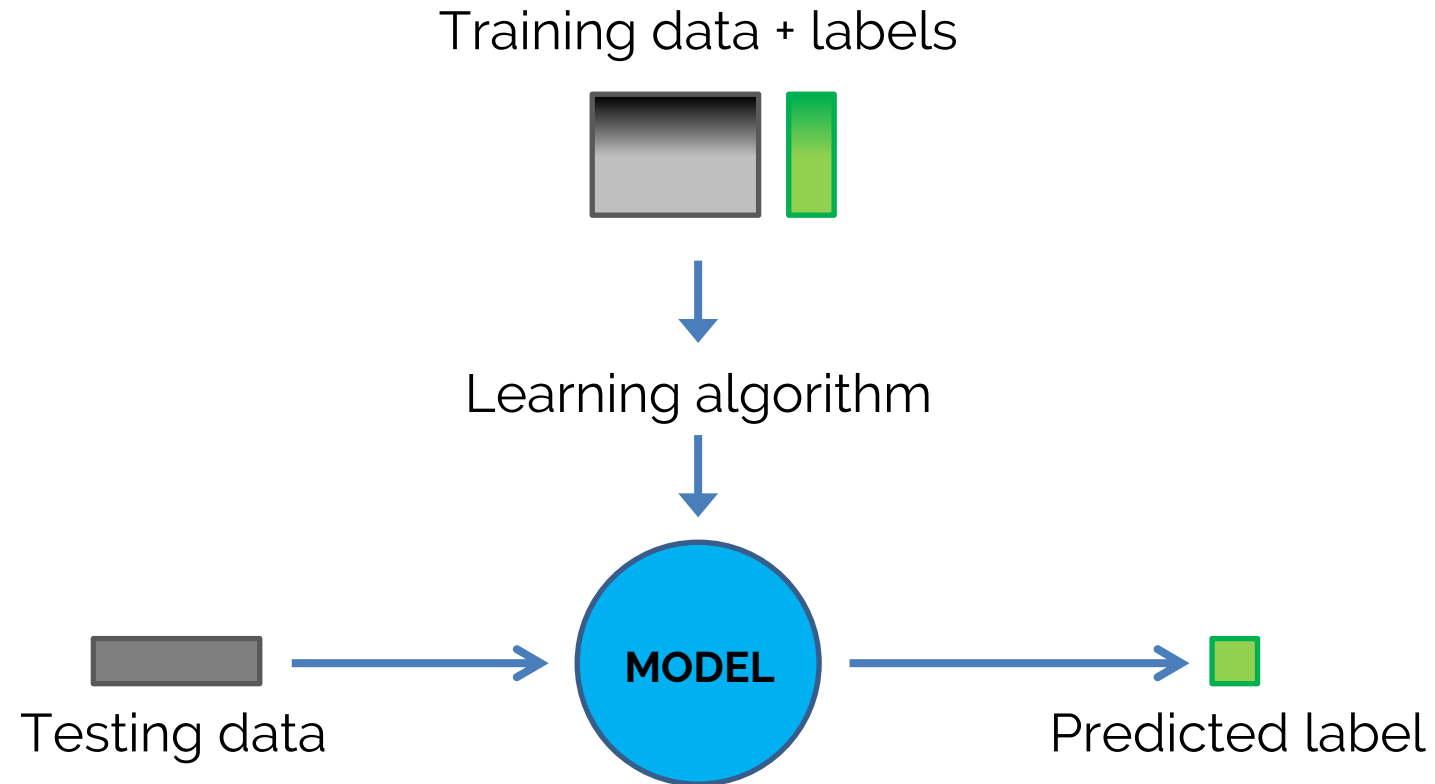 Training data + labels
Learning algorithm
MODEL
Testing data
Predicted label